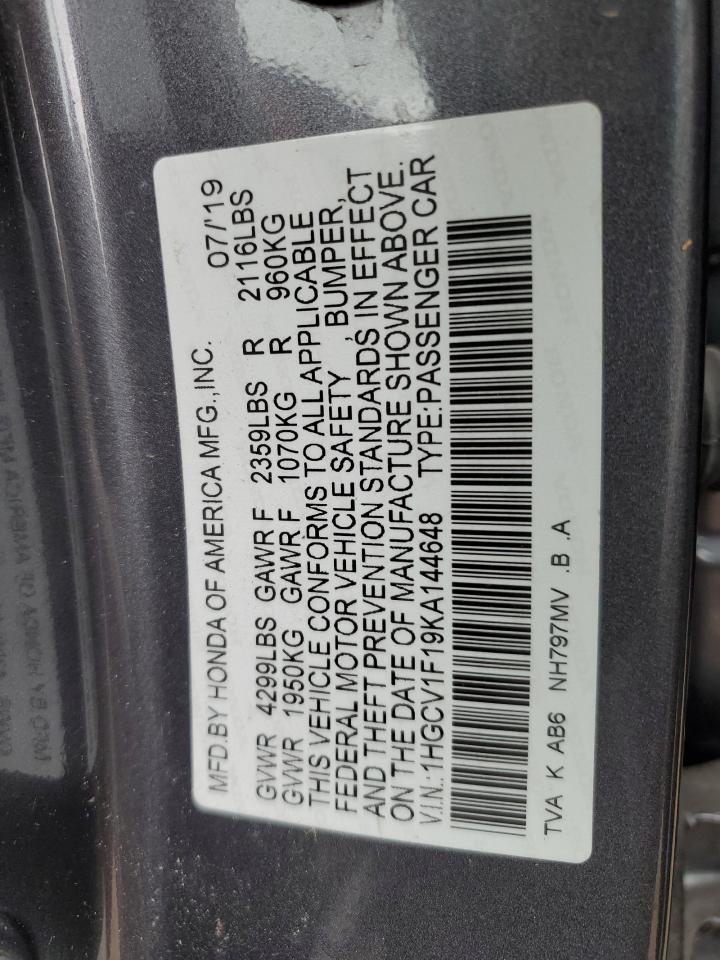 MFD.BY HONDA OF AMERICA MFG.,INC. 07/'19
GVWR 4299LBS GAWR F 2359LBS R 2116LBS
GVWR 1950KG GAWR F 1070KG R 960KG
THIS VEHICLE CONFORMS TO ALL APPLICABLE
FEDERAL MOTOR VEHICLE SAFETY , BUMPER,
AND THEFT PREVENTION STANDARDS, IN EFFECT
ON THE DATE OF MANUFACTURE SHOWN ABOVE.
V.I.N.:1HGCV1F19KA144648 TYPE:PASSENGER CAR
TVA K AB6 NH797MV .B .A